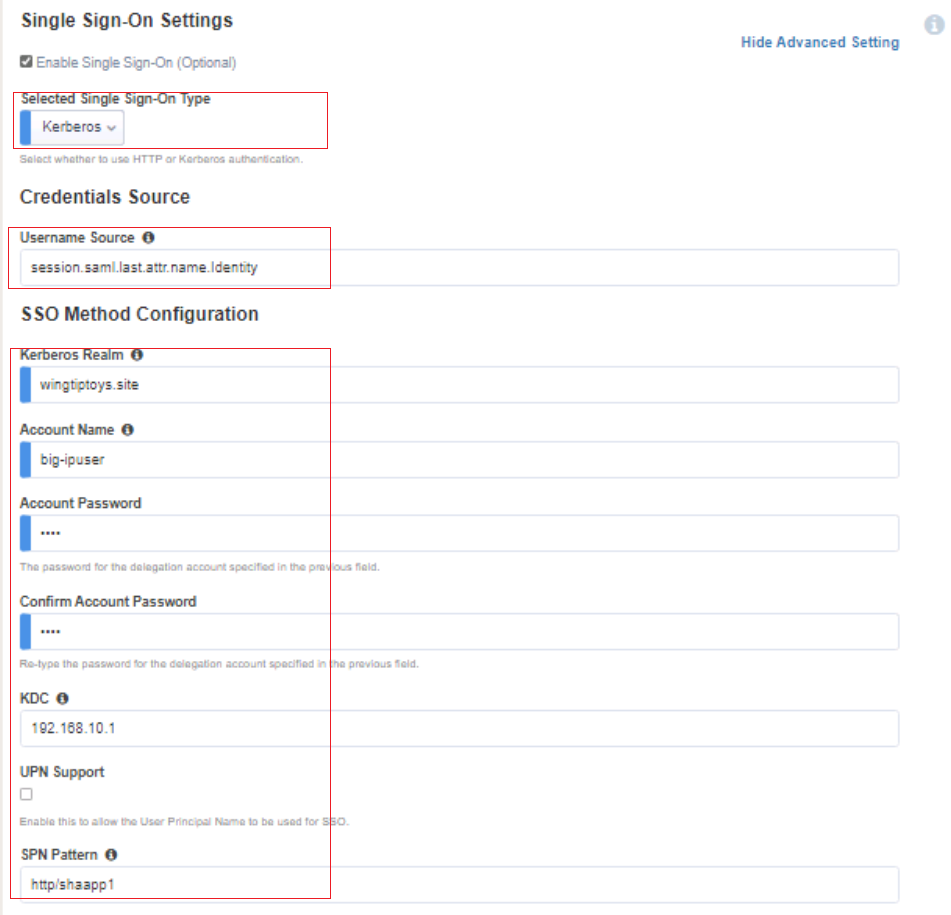 Single Sign-On Settings
Hide Advanced Setting
Enable Single Sign-On (Optional)
Selected Single Sign-On Type
Kerberos
Select whether to use HTTP or Kerberos authentication.
Credentials Source
Username Source
session.saml.last.attr.name.Identity
SSO Method Configuration
Kerberos Realm
wingtiptoys.site
Account Name
big-ipuser
Account Password
••••
The password for the delegation account specified in the previous field.
Confirm Account Password
••••
Re-type the password for the delegation account specified in the previous field.
KDC
192.168.10.1
UPN Support
Enable this to allow the User Principal Name to be used for SSO.
SPN Pattern
http/shaapp1